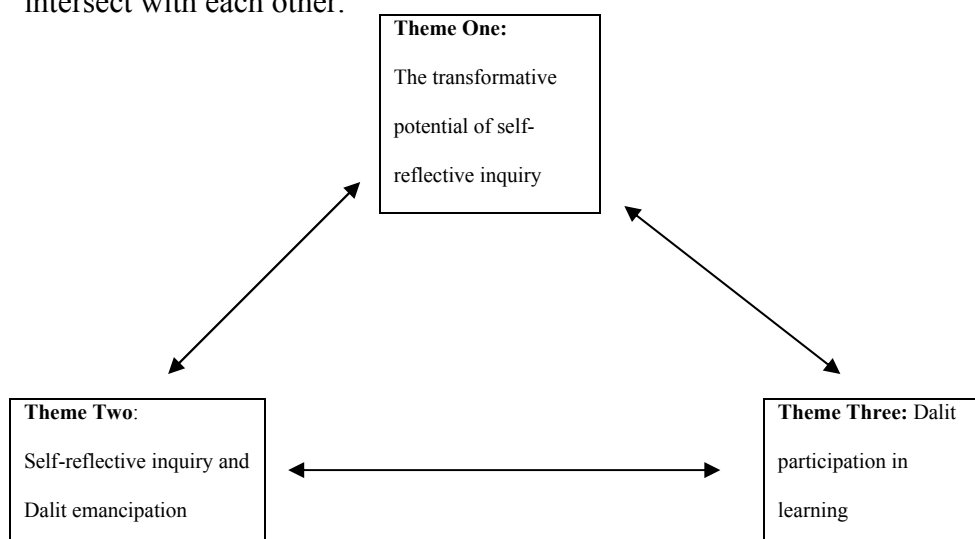 intersect with each other.
Theme One:
The transformative
potential of self-
reflective inquiry
Theme Two:
Self-reflective inquiry and
Dalit emancipation
Theme Three: Dalit
participation in
learning